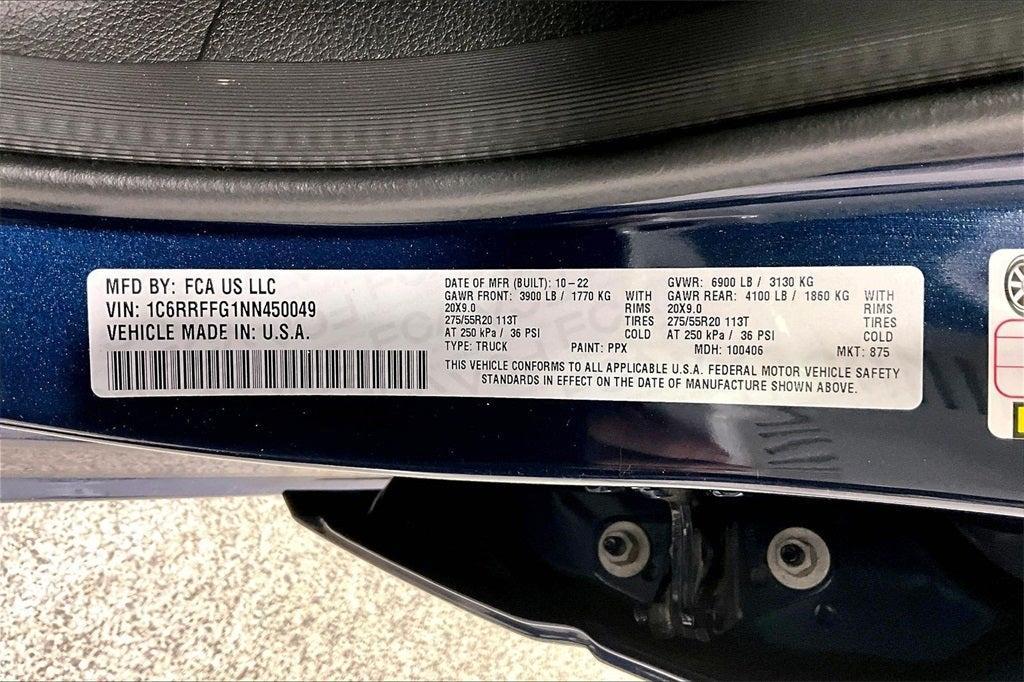 MFD BY: FCA US LLC
VIN: 1C6RRFFG1NN450049
VEHICLE MADE IN: U.S.A.
DATE OF MFR (BUILT): 10-22
GAWR FRONT: 3900 LB / 1770 KG WITH
20X9.0 RIMS
275/55R20 113T TIRES
AT 250 kPa / 36 PSI COLD
GVWR: 6900 LB / 3130 KG
GAWR REAR: 4100 LB / 1860 KG WITH
20X9.0 RIMS
275/55R20 113T TIRES
AT 250 kPa / 36 PSI COLD
TYPE: TRUCK PAINT: PPX MDH: 100406 MKT: 875
THIS VEHICLE CONFORMS TO ALL APPLICABLE U.S.A. FEDERAL MOTOR VEHICLE SAFETY
STANDARDS IN EFFECT ON THE DATE OF MANUFACTURE SHOWN ABOVE.